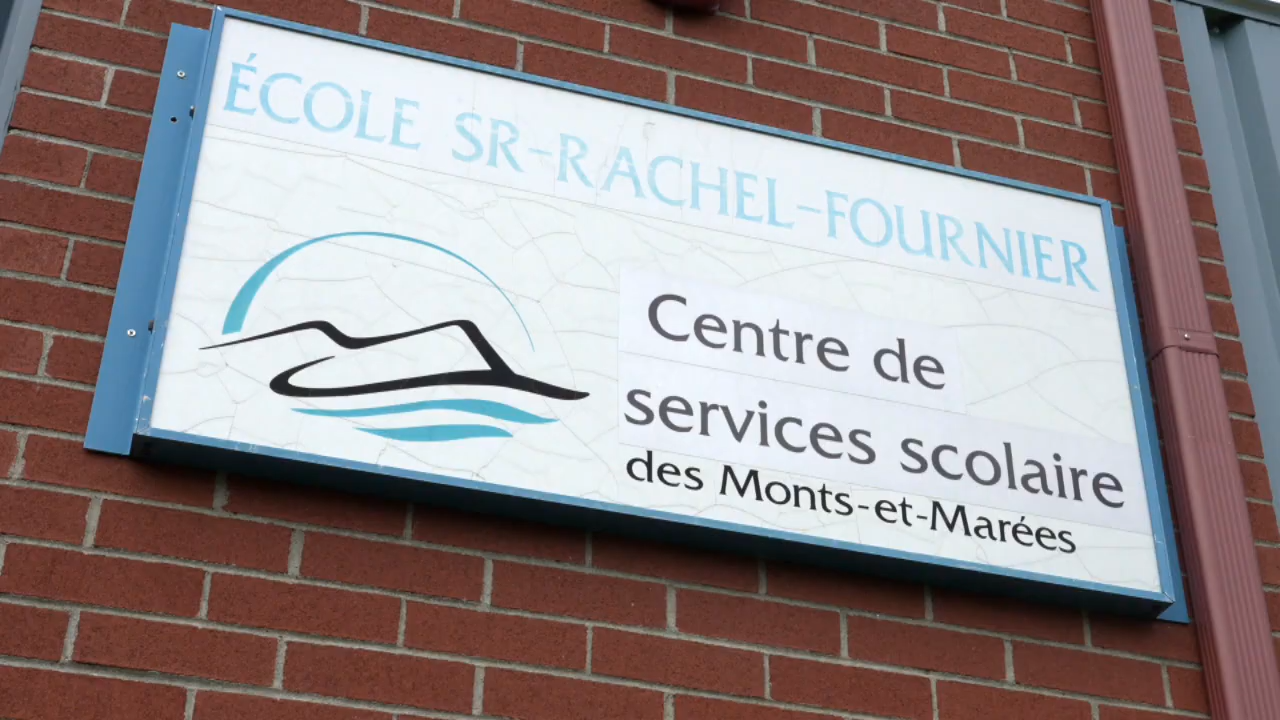 ÉCOLE SR-RACHEL-FOURNIER
Centre de
services scolaire
des Monts-et-Marées